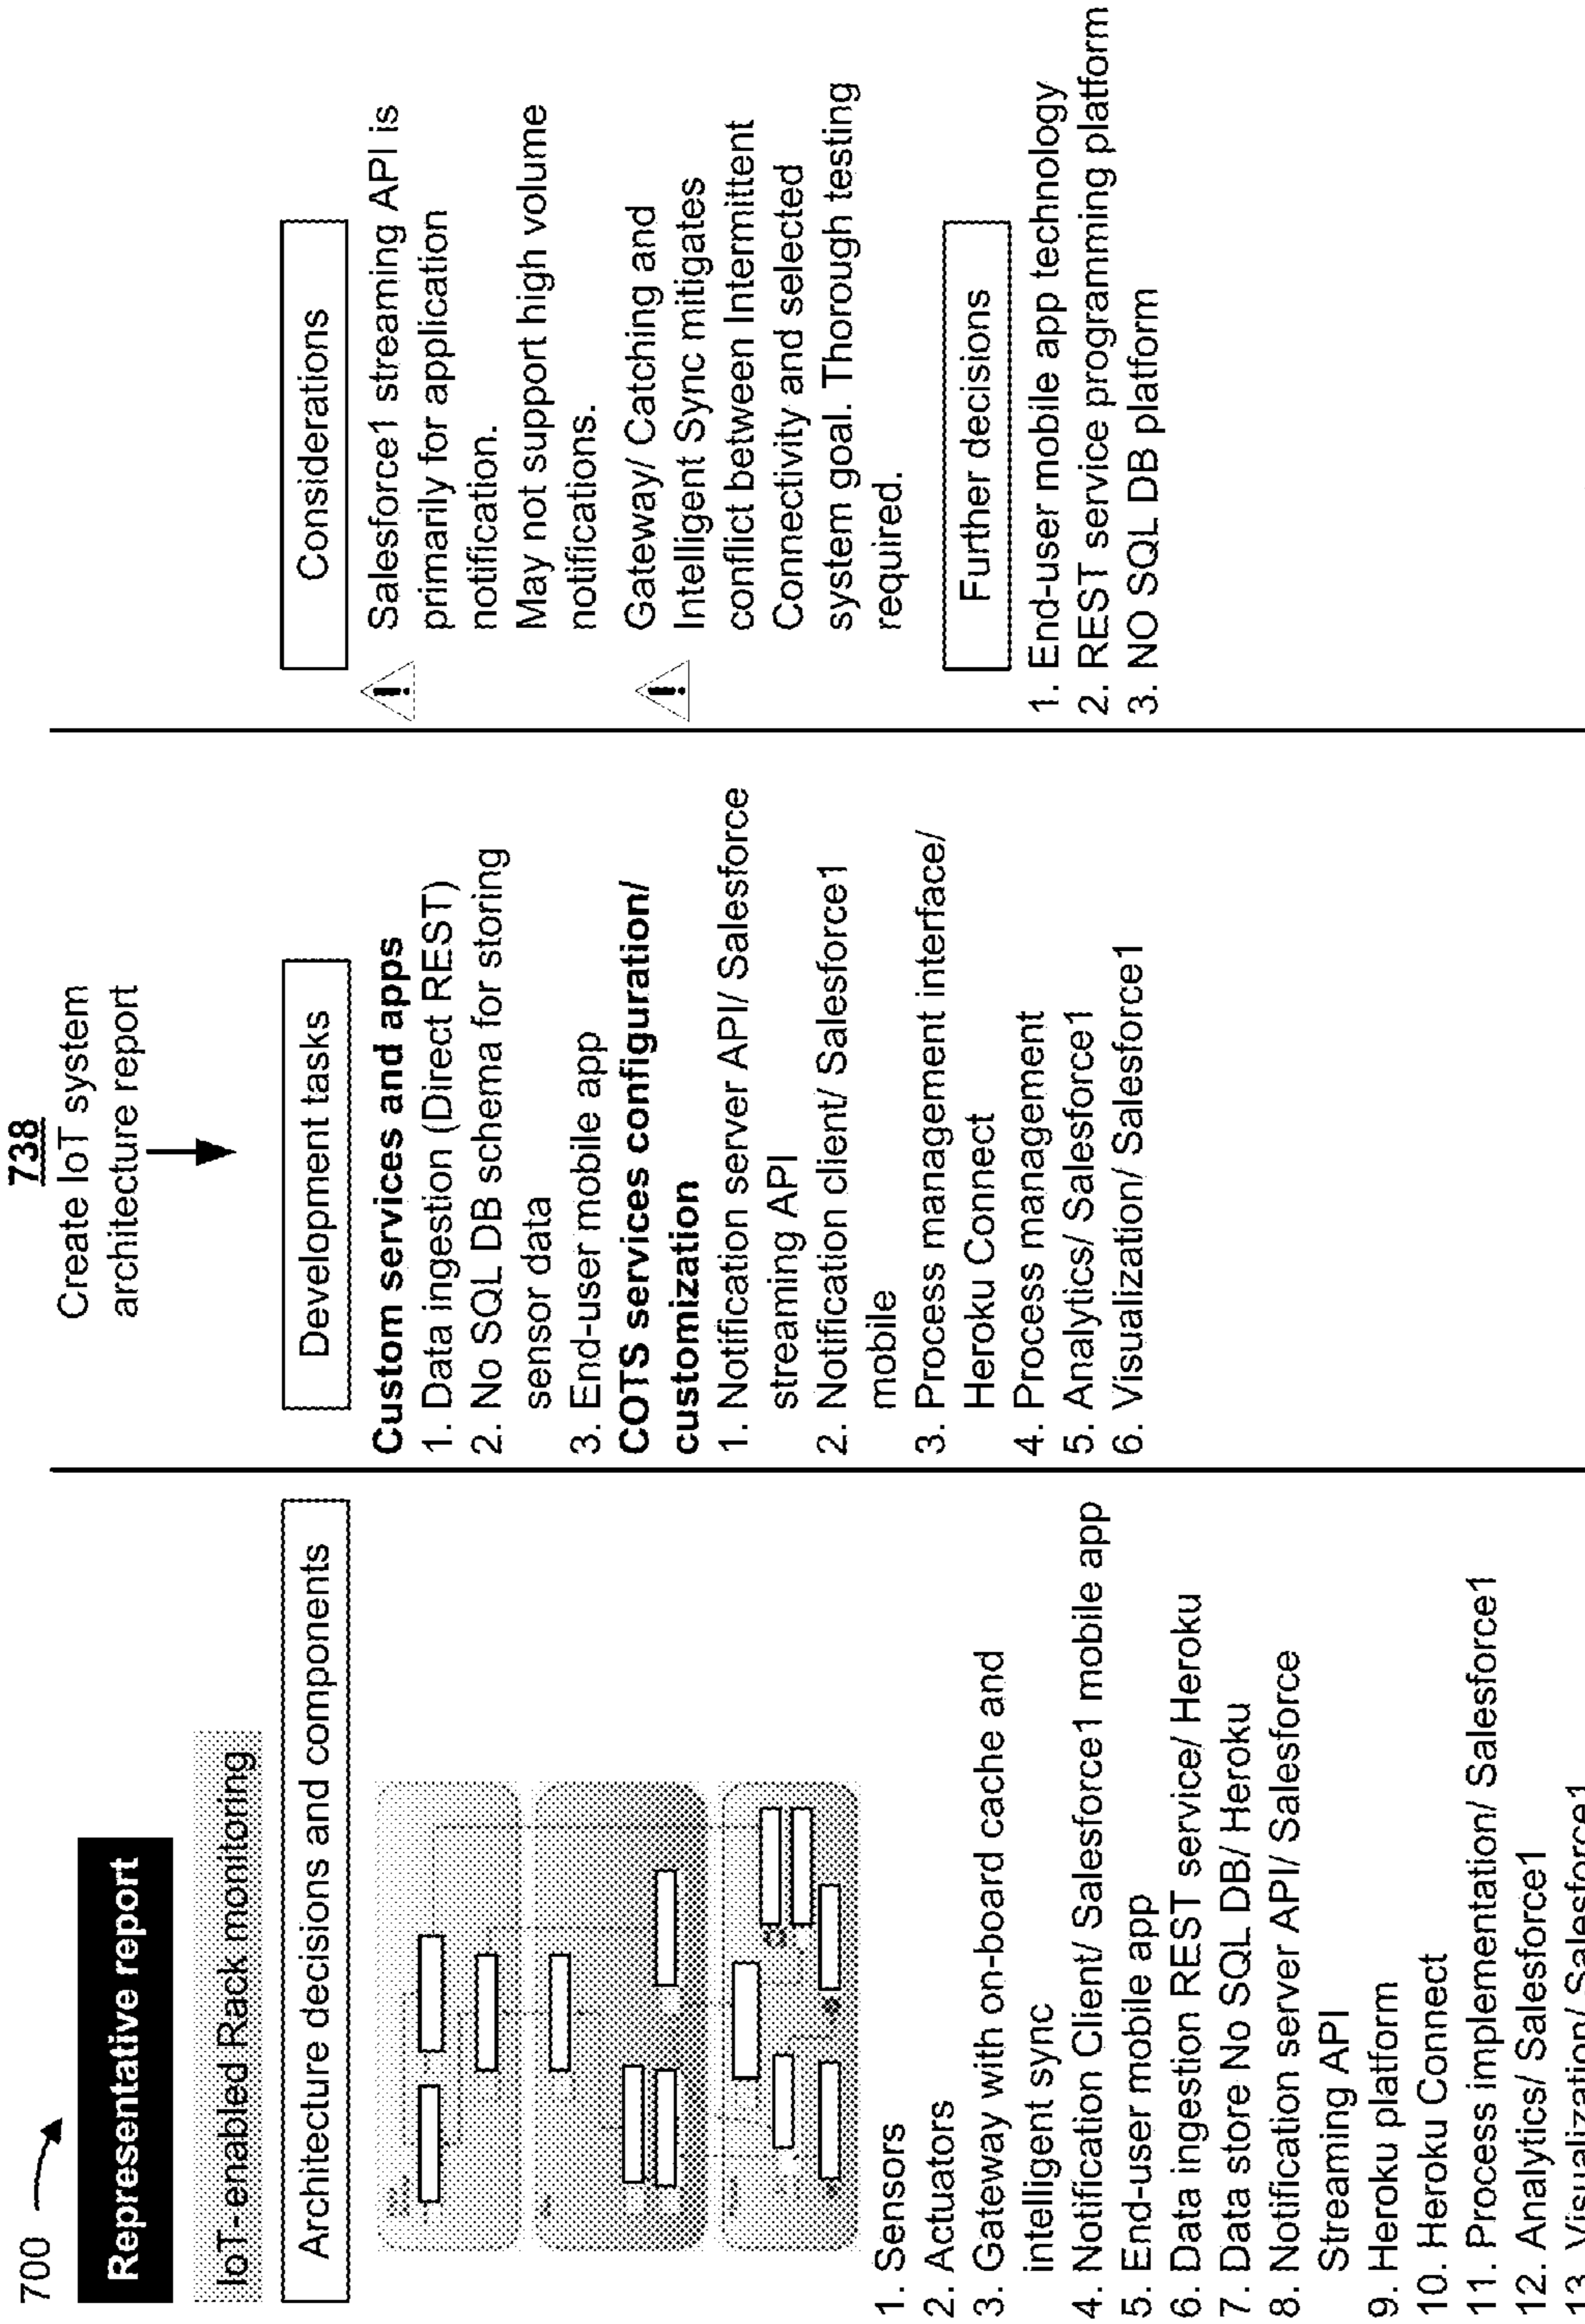 700
Representative report
IoT-enabled Rack monitoring
Architecture decisions and components
1. Sensors
2. Actuators
3. Gateway with on-board cache and
intelligent sync
4. Notification Client/ Salesforce1 mobile app
5. End-user mobile app
6. Data ingestion REST service/ Heroku
7. Data store No SQL DB/ Heroku
8. Notification server API/ Salesforce
Streaming API
9. Heroku platform
10. Heroku Connect
11. Process implementation/ Salesforce1
12. Analytics/ Salesforce1
13. Visualization/ Salesforce1
738
Create IoT system
architecture report
Development tasks
Custom services and apps
1. Data ingestion (Direct REST)
2. No SQL DB schema for storing
sensor data
3. End-user mobile app
COTS services configuration/
customization
1. Notification server API/ Salesforce
streaming API
2. Notification client/ Salesforce1
mobile
3. Process management interface/
Heroku Connect
4. Process management
5. Analytics/ Salesforce1
6. Visualization/ Salesforce1
Considerations
Salesforce1 streaming API is
primarily for application
notification.
May not support high volume
notifications.
Gateway/ Catching and
Intelligent Sync mitigates
conflict between Intermittent
Connectivity and selected
system goal. Thorough testing
required.
Further decisions
1. End-user mobile app technology
2. REST service programming platform
3. NO SQL DB platform